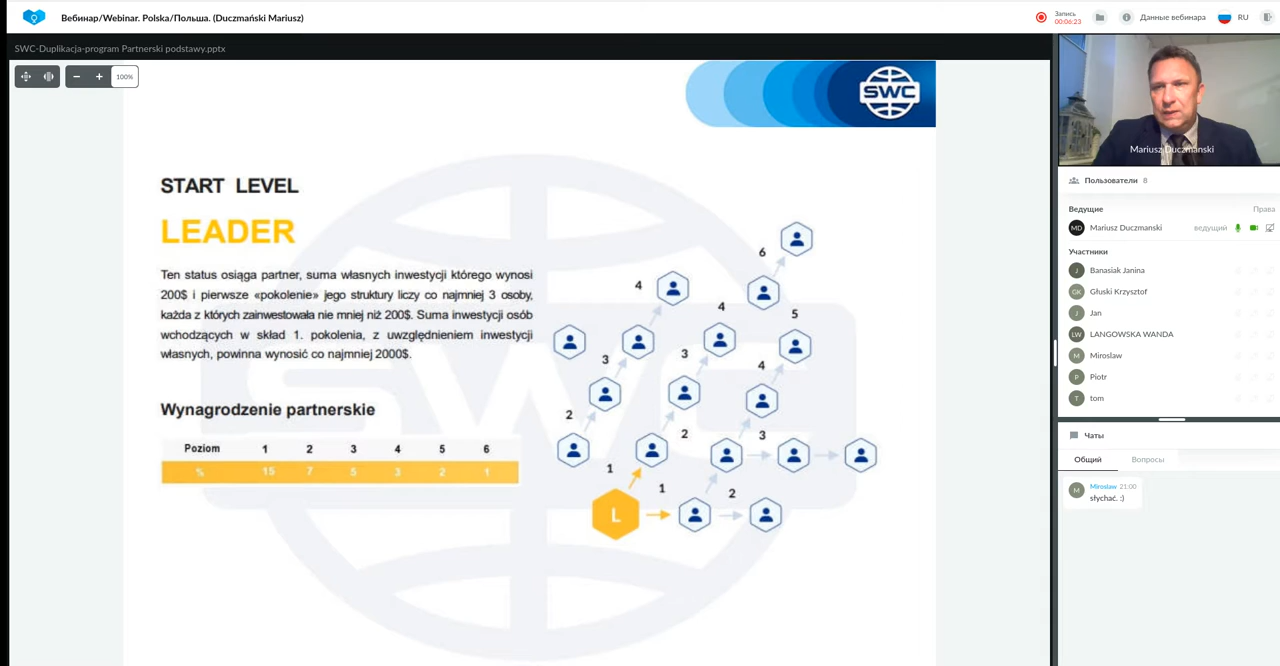 Вебинар/Webinar. Polska/Польша. (Duczmański Mariusz)
Запись
00:06:23
Данные вебинара
RU
SWC-Duplikacja-program Partnerski podstawy.pptx
100%
SWC
START LEVEL
LEADER
Ten status osiąga partner, suma własnych inwestycji którego wynosi
200$ i pierwsze «pokolenie» jego struktury liczy co najmniej 3 osoby,
każda z których zainwestowała nie mniej niż 200$. Suma inwestycji osób
wchodzących w skład 1. pokolenia, z uwzględnieniem inwestycji
własnych, powinna wynosić co najmniej 2000$.
Wynagrodzenie partnerskie
Poziom 1 2 3 4 5 6
% 15 7 5 3 2 1
6
4
4
5
3
3
4
2
2
3
1
1
2
L
Mariusz Duczmanski
Пользователи 8
Ведущие Права
MD Mariusz Duczmanski ведущий
Участники
J Banasiak Janina
GK Głuski Krzysztof
J Jan
LW LANGOWSKA WANDA
M Miroslaw
P Piotr
T tom
Чаты
Общий Вопросы
M Miroslaw 21:00
słychać. :)